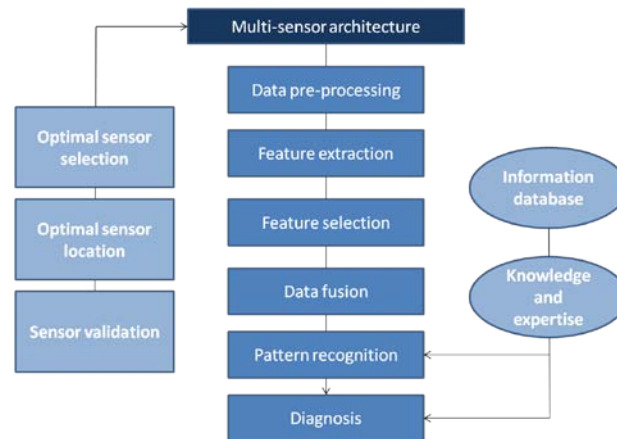 Multi-sensor architecture
Data pre-processing
Feature extraction
Feature selection
Data fusion
Pattern recognition
Diagnosis
Optimal sensor
selection
Optimal sensor
location
Sensor validation
Information
database
Knowledge
and
expertise